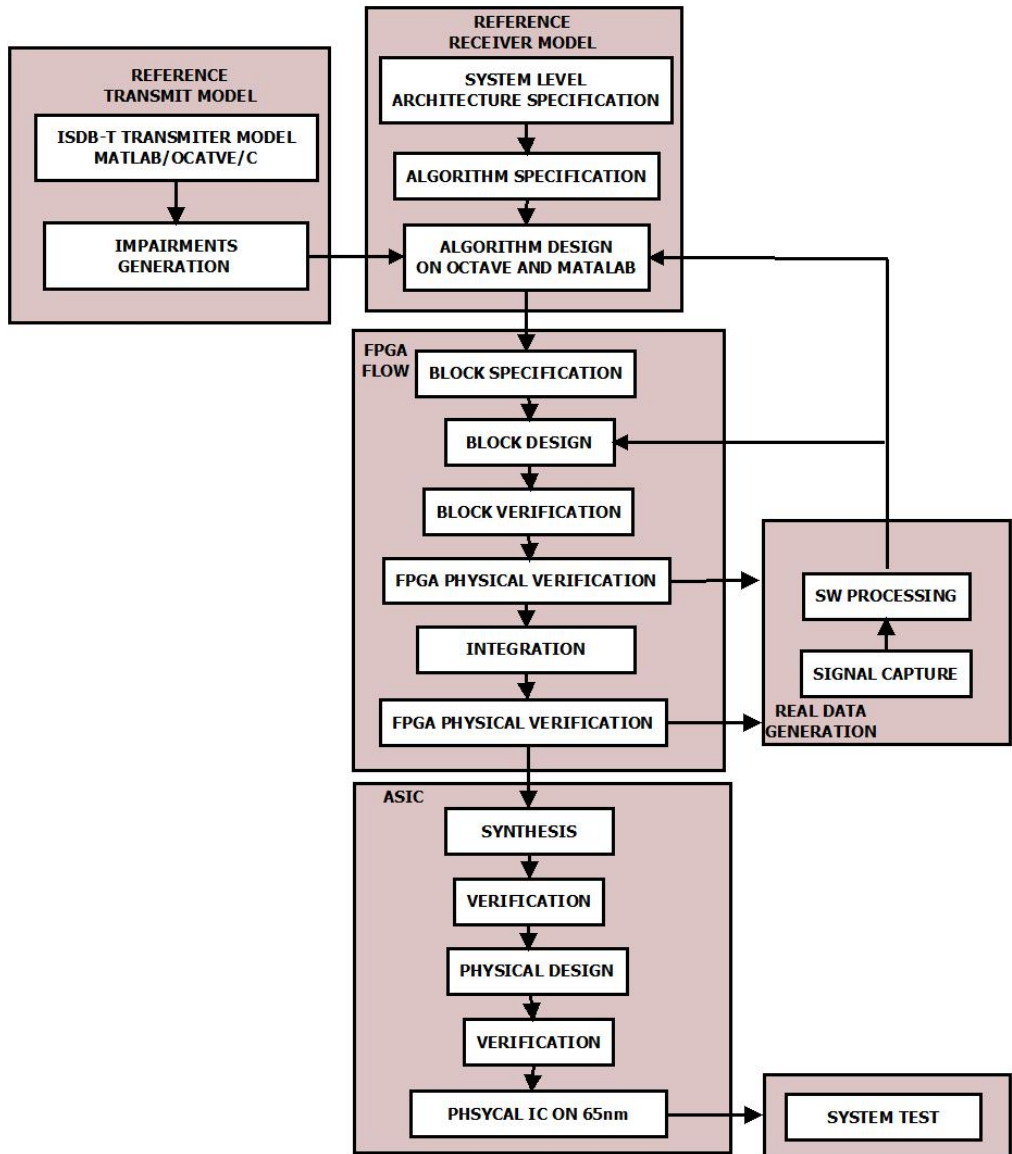 REFERENCE
TRANSMIT MODEL
ISDB-T TRANSMITER MODEL
MATLAB/OCATVE/C
IMPAIRMENTS
GENERATION
REFERENCE
RECEIVER MODEL
SYSTEM LEVEL
ARCHITECTURE SPECIFICATION
ALGORITHM SPECIFICATION
ALGORITHM DESIGN
ON OCTAVE AND MATALAB
FPGA
FLOW
BLOCK SPECIFICATION
BLOCK DESIGN
BLOCK VERIFICATION
FPGA PHYSICAL VERIFICATION
INTEGRATION
FPGA PHYSICAL VERIFICATION
SW PROCESSING
SIGNAL CAPTURE
REAL DATA
GENERATION
ASIC
SYNTHESIS
VERIFICATION
PHYSICAL DESIGN
VERIFICATION
PHSYCAL IC ON 65nm
SYSTEM TEST